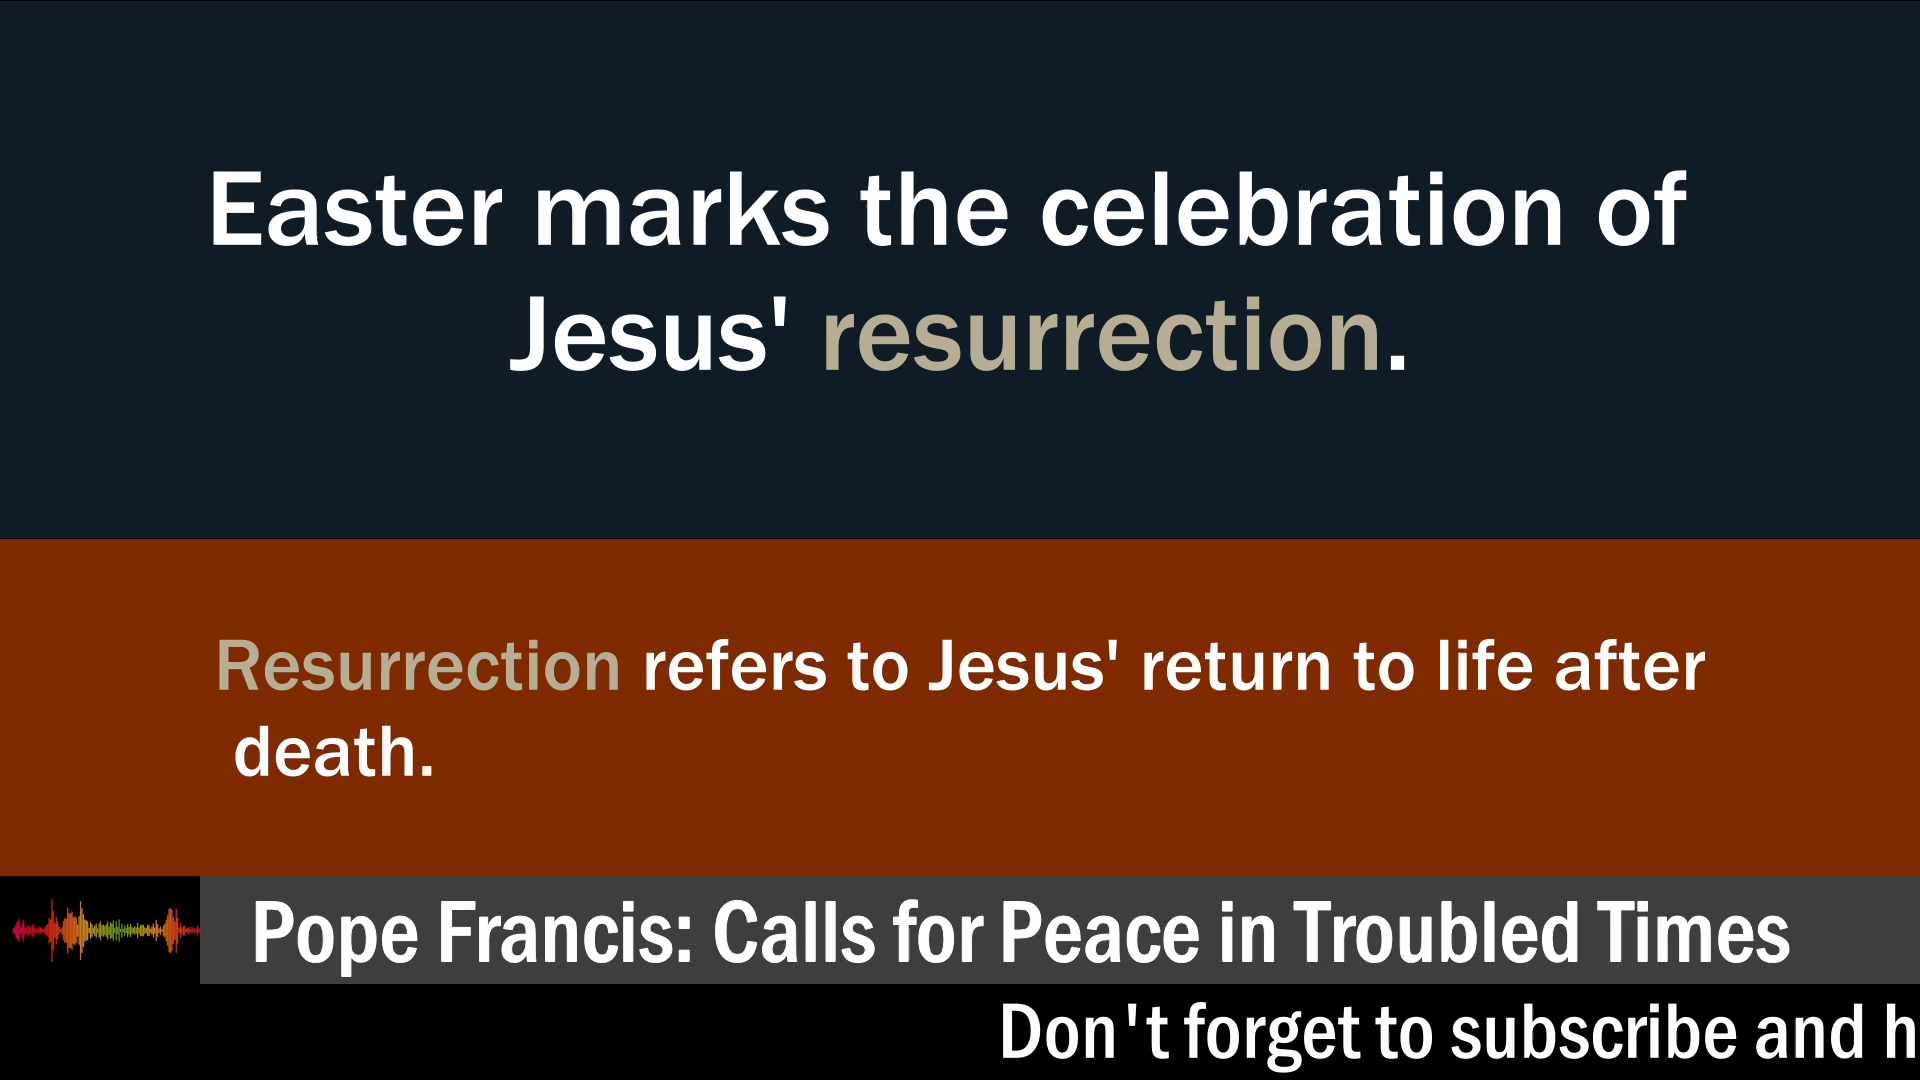 Easter marks the celebration of
Jesus' resurrection.
Resurrection refers to Jesus' return to life after
death.
Pope Francis: Calls for Peace in Troubled Times
Don't forget to subscribe and h